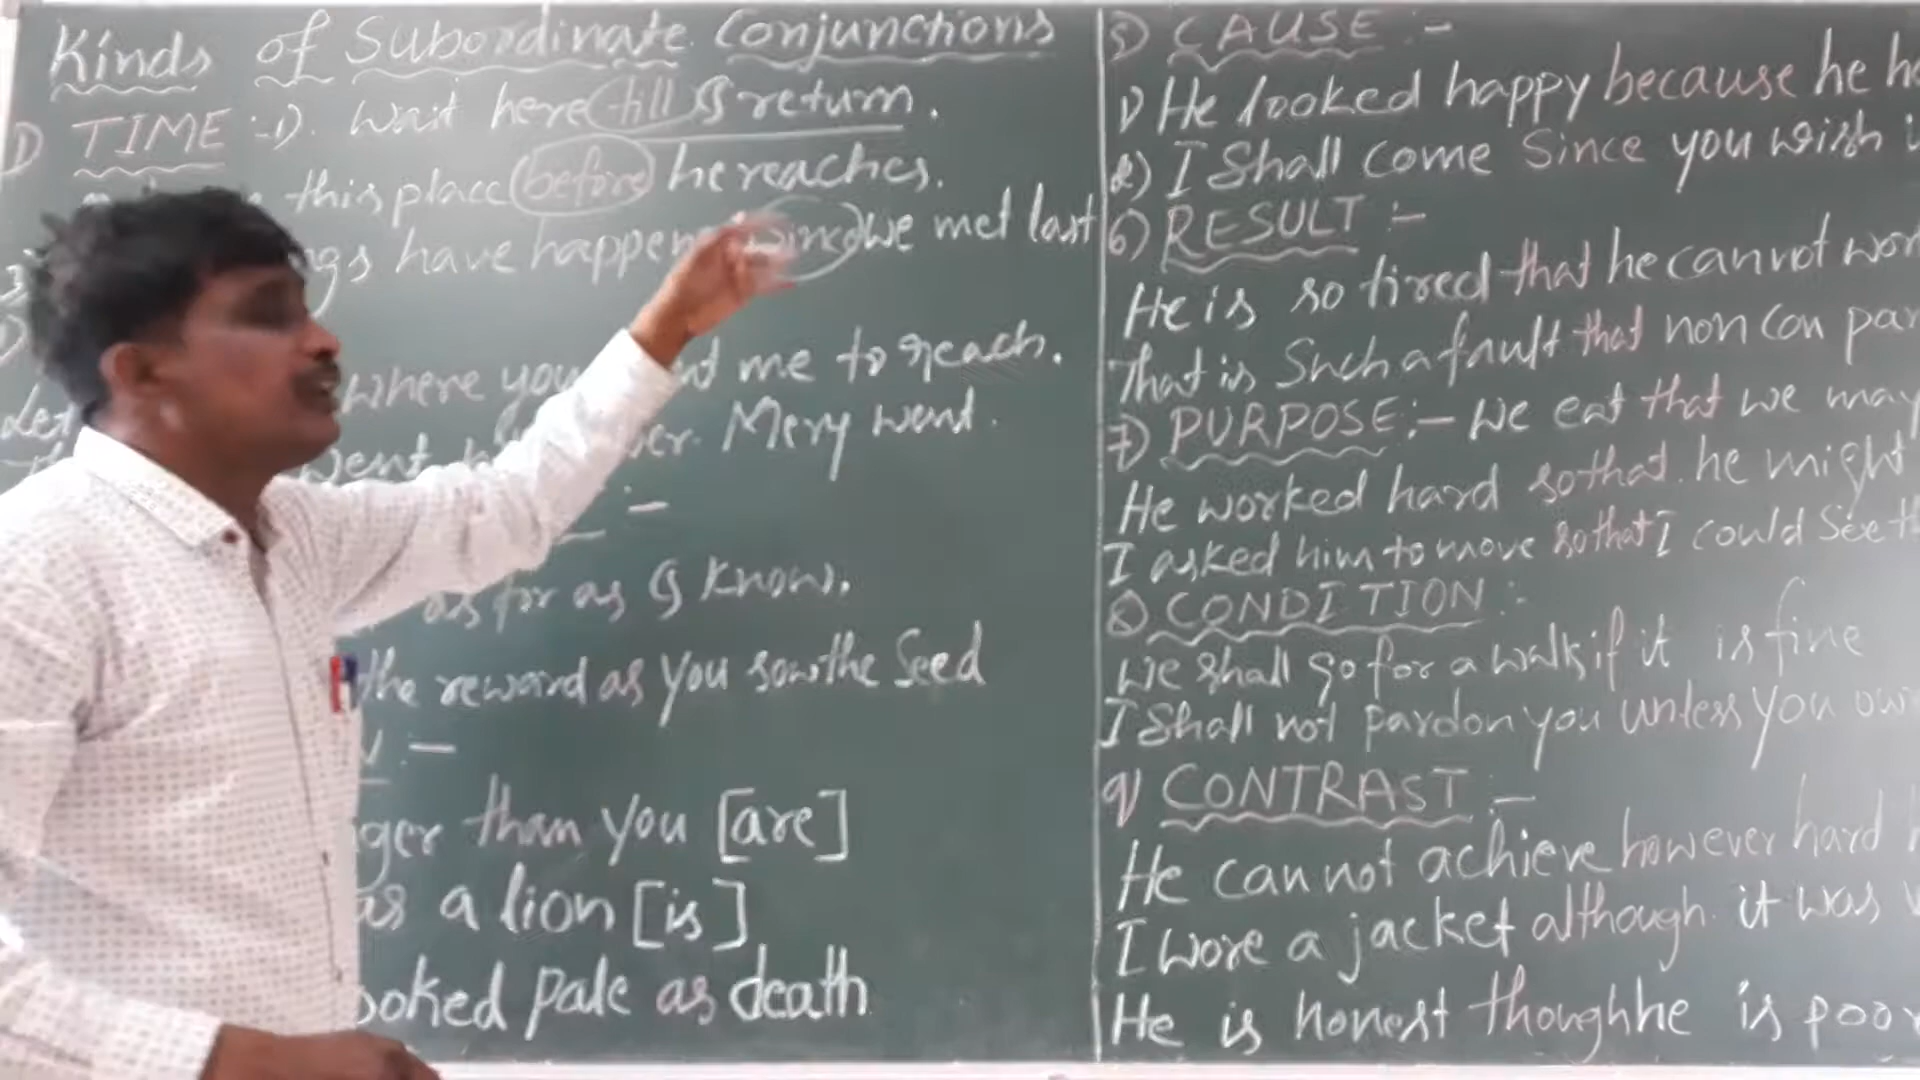 Kinds of Subordinate Conjunctions
1) TIME :-1). Wait here till I return.
this place before he reaches.
have happen since we met last
where you me to reach.
went Mery went.
:-
as far as I know.
the reward as you sow the Seed
:-
than you [are]
as a lion [is]
pale as death
5) CAUSE :-
1) He looked happy because he
2) I Shall come Since you wish
6) RESULT :-
He is so tired that he cannot
That is Such a fault that non can
7) PURPOSE :- We eat that we may
He worked hard so that he might
I asked him to move so that I could See
8) CONDITION :-
We shall go for a walk if it is fine
I Shall not pardon you unless you
9) CONTRAST :-
He cannot achieve however hard
I wore a jacket although it was
He is honest though he is poor